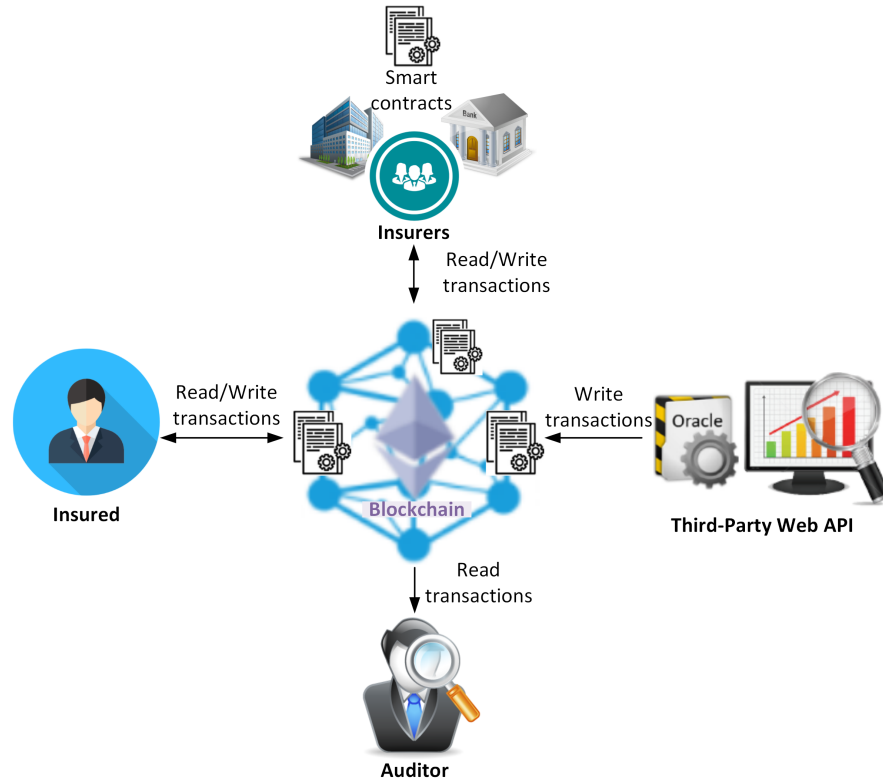 Smart
contracts
Bank
Insurers
Read/Write
transactions
Read/Write
transactions
Write
transactions
Oracle
Blockchain
Insured
Third-Party Web API
Read
transactions
Auditor